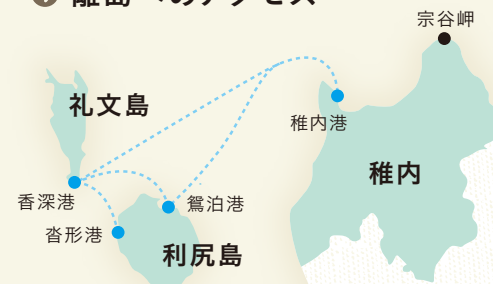 離島へのアクセス
宗谷岬
礼文島
稚内港
稚内
香深港
鴛泊港
沓形港
利尻島